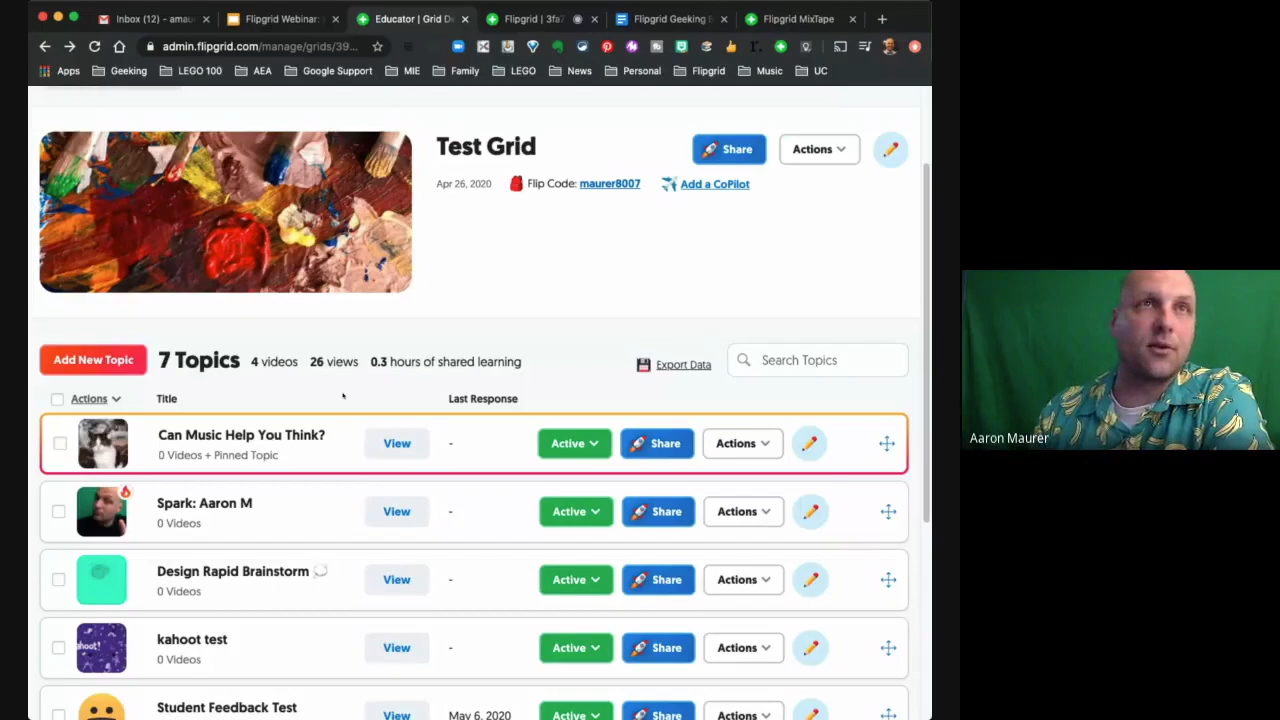 Inbox (12) - amau
Flipgrid Webinar:
Educator | Grid De
Flipgrid | 3fa7
Flipgrid Geeking
Flipgrid MixTape
admin.flipgrid.com/manage/grids/39...
Apps Geeking LEGO 100 AEA Google Support MIE Family LEGO News Personal Flipgrid Music UC
Test Grid
Share
Actions
Apr 26, 2020 Flip Code: maurer8007 Add a CoPilot
Add New Topic 7 Topics 4 videos 26 views 0.3 hours of shared learning Export Data Search Topics
Actions Title Last Response
Can Music Help You Think?
0 Videos + Pinned Topic
View - Active Share Actions
Spark: Aaron M
0 Videos
View - Active Share Actions
Design Rapid Brainstorm
0 Videos
View - Active Share Actions
kahoot test
0 Videos
View - Active Share Actions
Student Feedback Test
View May 6, 2020 Active Share Actions
Aaron Maurer